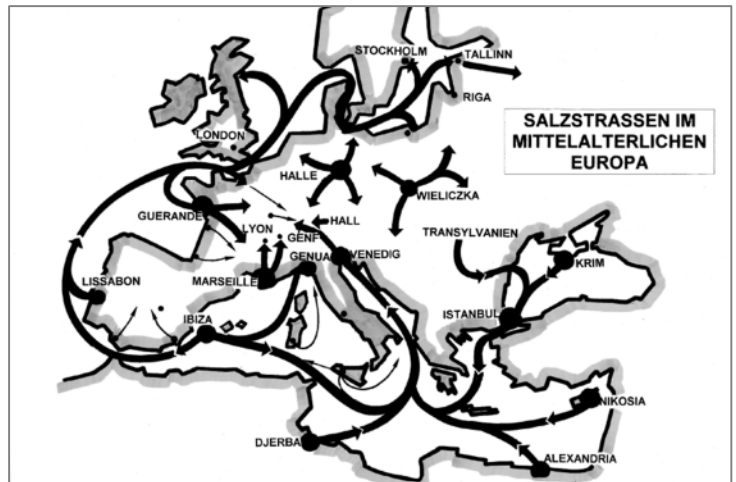 STOCKHOLM
TALLINN
RIGA
SALZSTRASSEN IM
MITTELALTERLICHEN
EUROPA
LONDON
HALLE
WIELICZKA
GUERANDE
HALL
LYON
GENF
TRANSYLVANIEN
GENUA
VENEDIG
KRIM
LISSABON
MARSEILLE
IBIZA
ISTANBUL
NIKOSIA
DJERBA
ALEXANDRIA